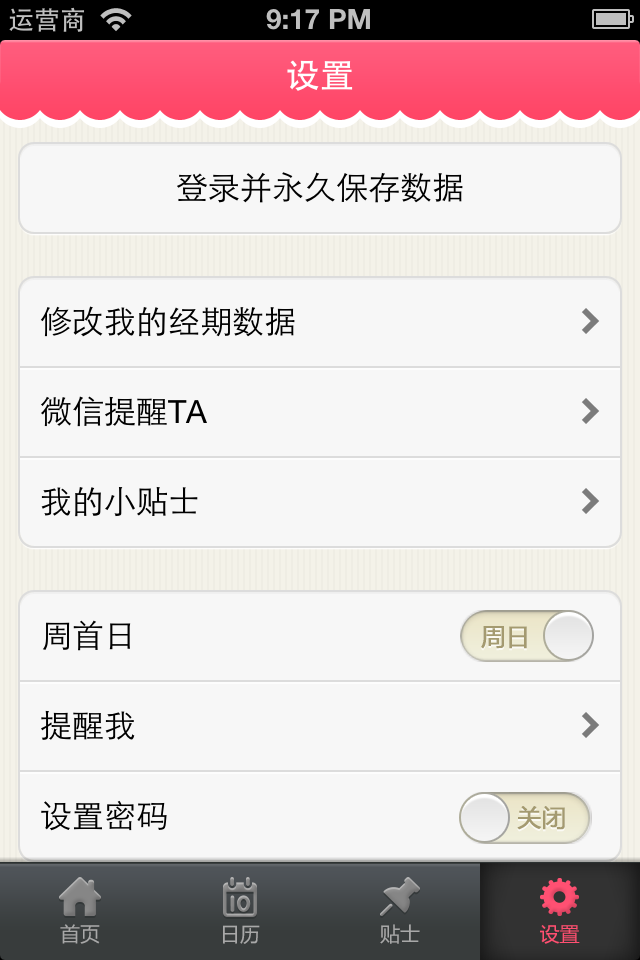 运营商 9:17 PM
设置
登录并永久保存数据
修改我的经期数据
微信提醒TA
我的小贴士
周首日 周日
提醒我
设置密码 关闭
10
首页 日历 贴士 设置